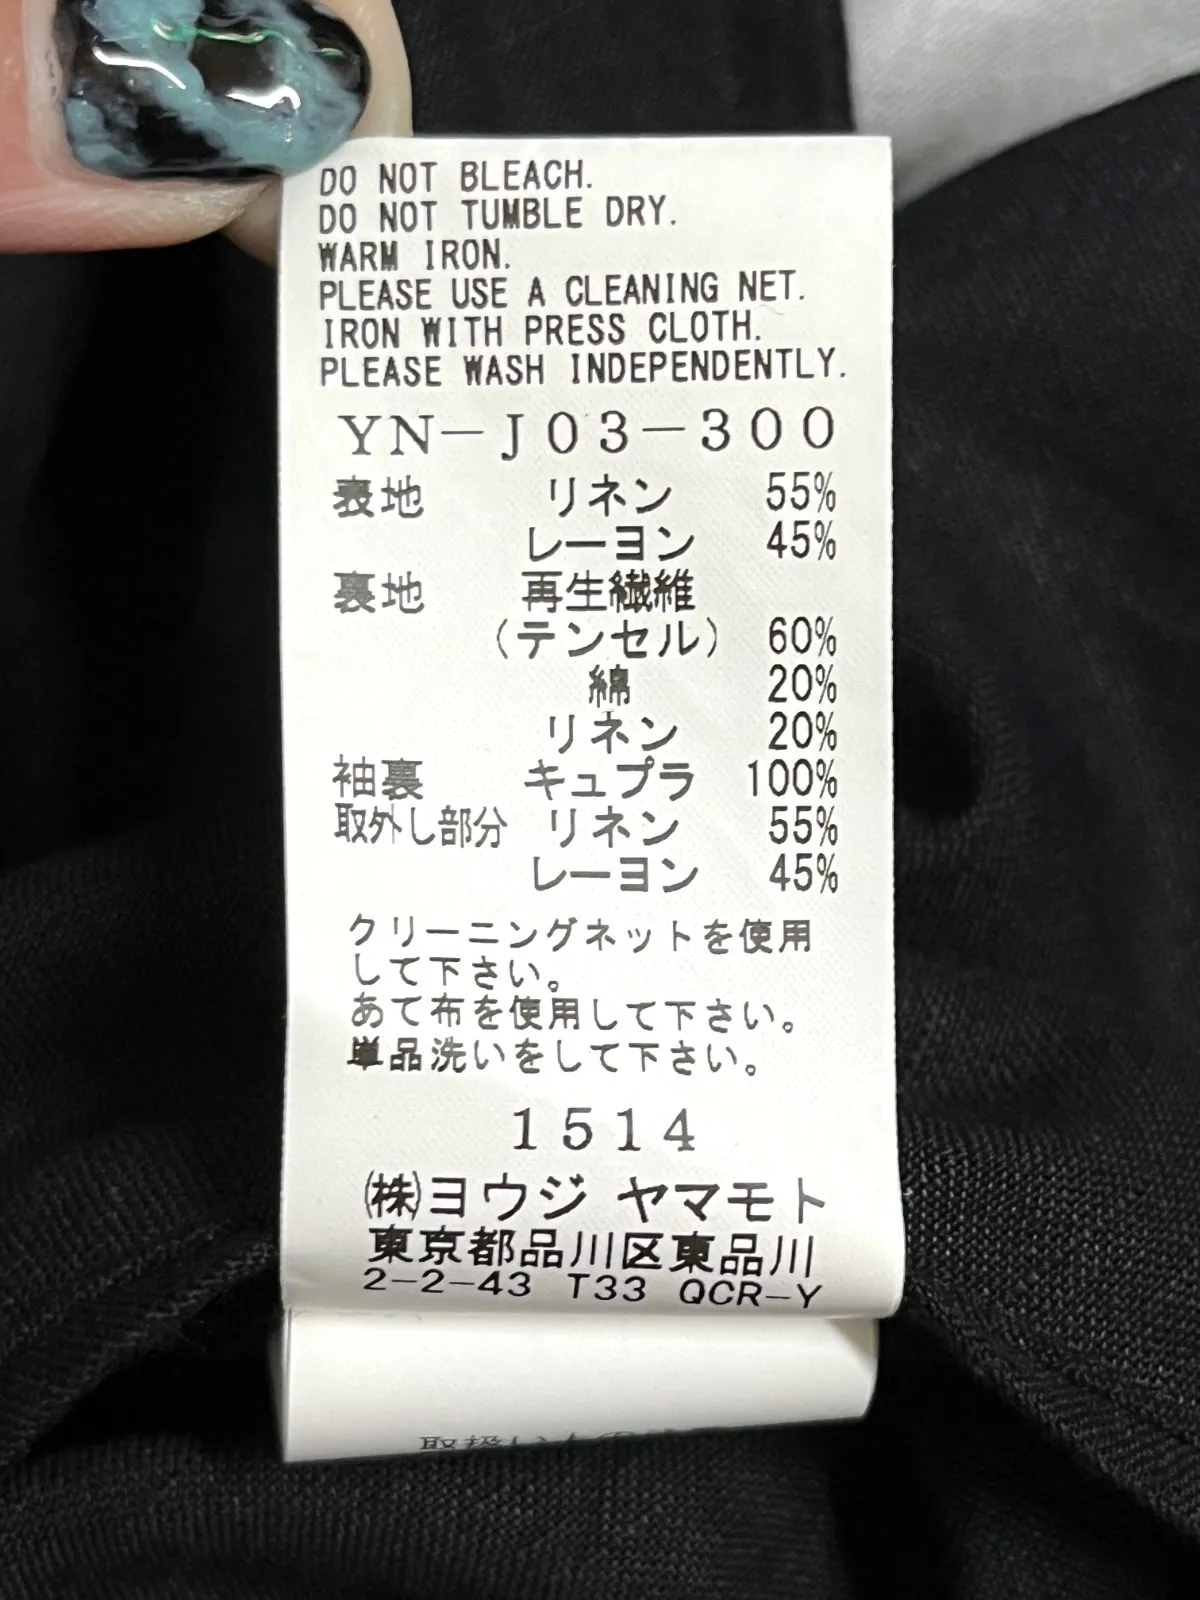 DO NOT BLEACH.
DO NOT TUMBLE DRY.
WARM IRON.
PLEASE USE A CLEANING NET.
IRON WITH PRESS CLOTH.
PLEASE WASH INDEPENDENTLY.
YN-J03-300
表地 リネン 55%
レーヨン 45%
裏地 再生繊維
(テンセル) 60%
綿 20%
リネン 20%
袖裏 キュプラ 100%
取外し部分 リネン 55%
レーヨン 45%
クリーニングネットを使用
して下さい。
あて布を使用して下さい。
単品洗いをして下さい。
1514
㈱ヨウジ ヤマモト
東京都品川区東品川
2-2-43 T33 QCR-Y